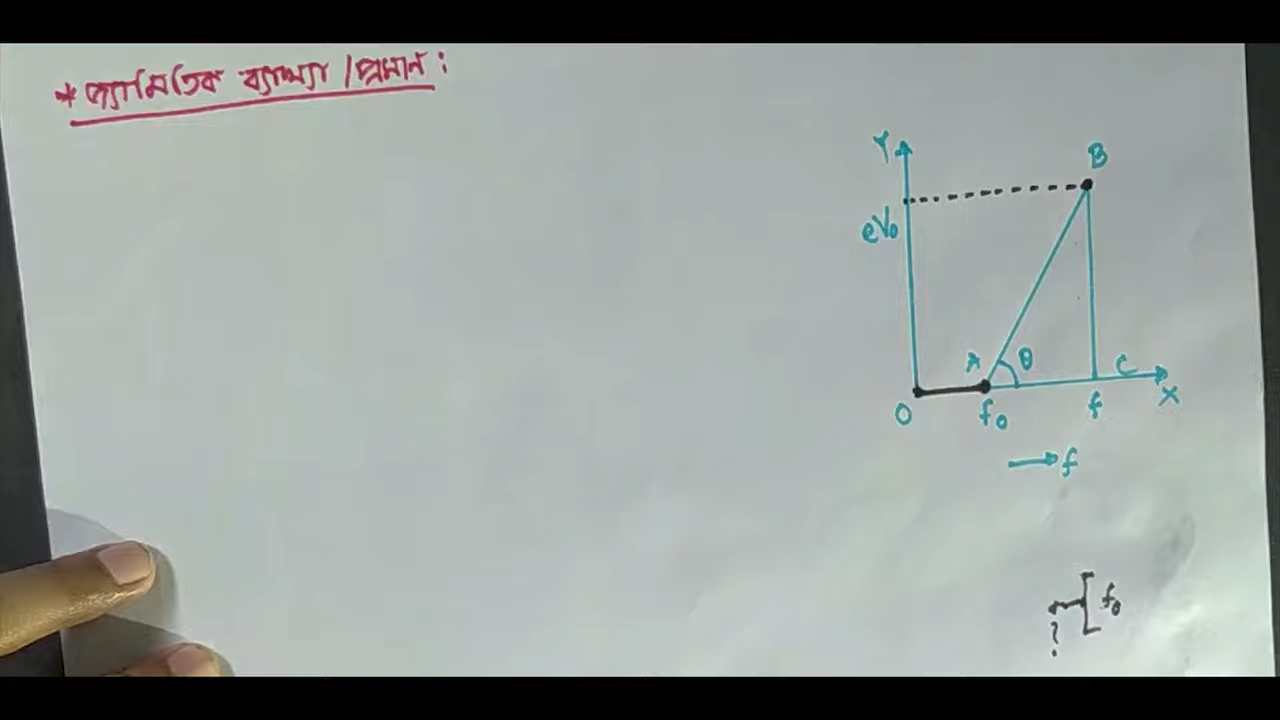 * জ্যামিতিক ব্যাখ্যা / প্রমান :
Y
B
eV₀
A
θ
C
O
f₀
f
X
→ f
f₀
?